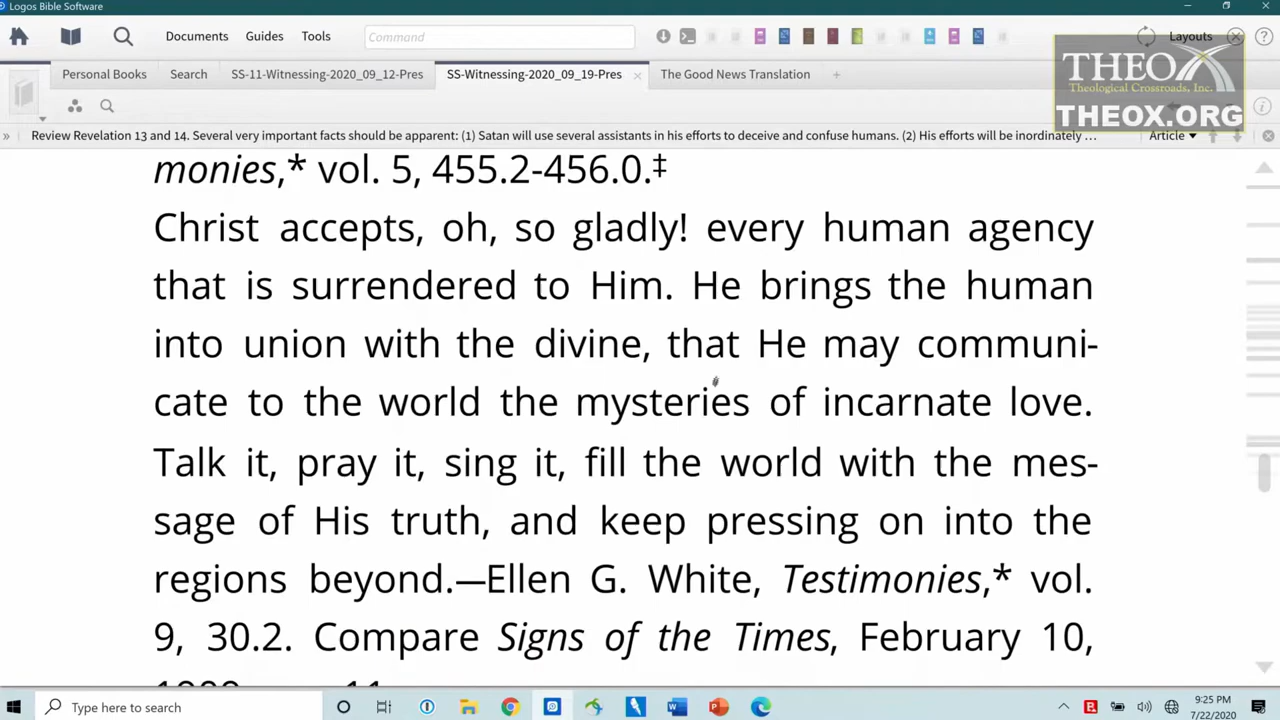 Logos Bible Software
Documents Guides Tools Command Layouts
THEOX
Theological Crossroads, Inc.
THEOX.ORG
Personal Books Search SS-11-Witnessing-2020_09_12-Pres SS-Witnessing-2020_09_19-Pres The Good News Translation
» Review Revelation 13 and 14. Several very important facts should be apparent: (1) Satan will use several assistants in his efforts to deceive and confuse humans. (2) His efforts will be inordinately ... Article
monies,* vol. 5, 455.2-456.0.‡
Christ accepts, oh, so gladly! every human agency
that is surrendered to Him. He brings the human
into union with the divine, that He may communi-
cate to the world the mysteries of incarnate love.
Talk it, pray it, sing it, fill the world with the mes-
sage of His truth, and keep pressing on into the
regions beyond.—Ellen G. White, Testimonies,* vol.
9, 30.2. Compare Signs of the Times, February 10,
Type here to search
9:25 PM
7/22/2020